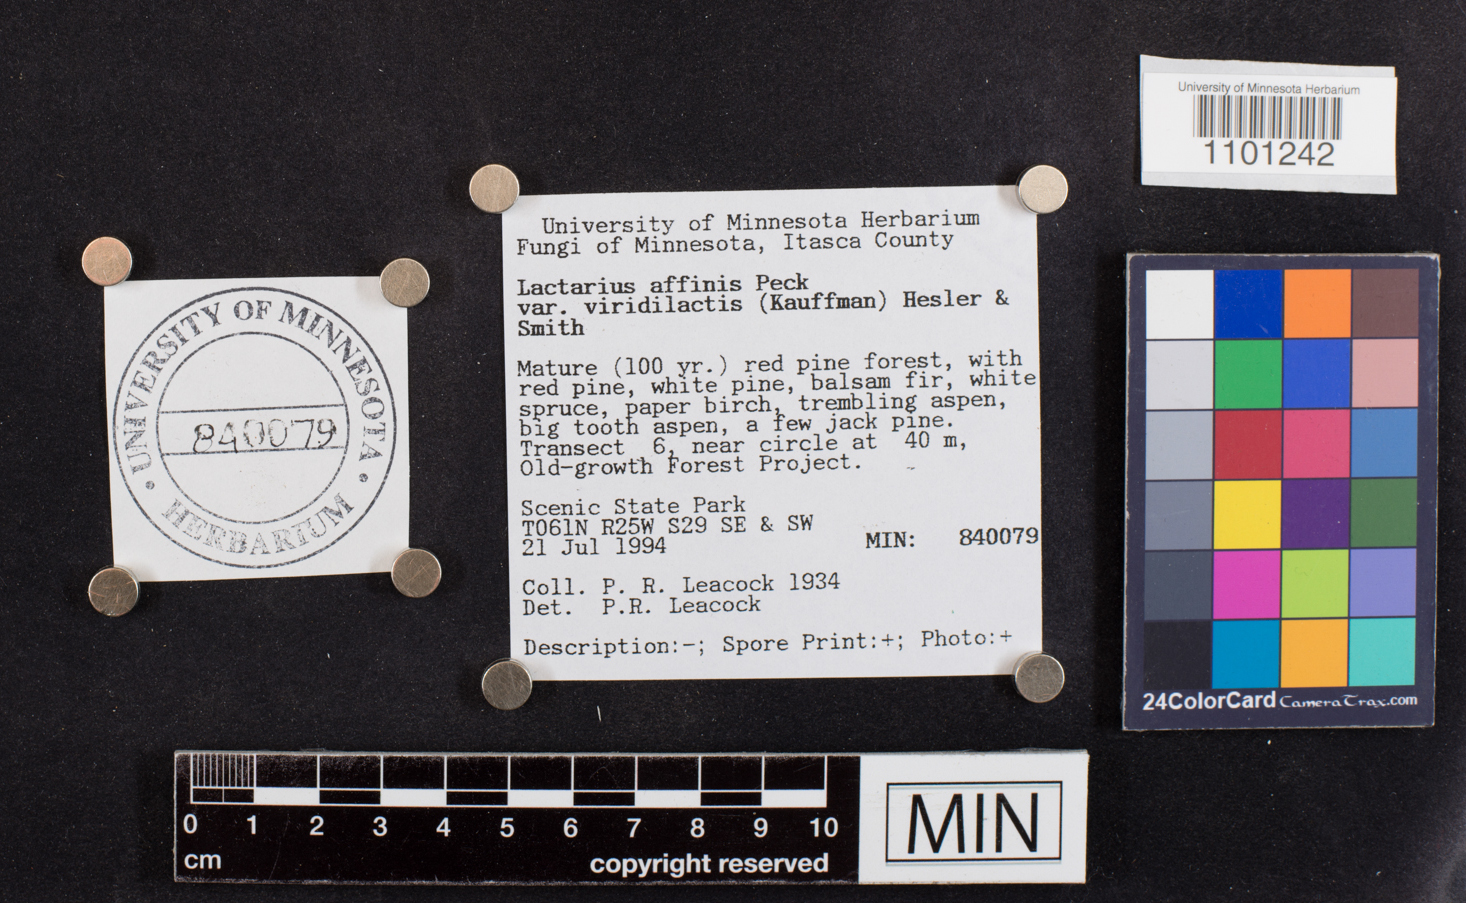 University of Minnesota Herbarium
1101242
University of Minnesota Herbarium
Fungi of Minnesota, Itasca County
Lactarius affinis Peck
var. viridilactis (Kauffman) Hesler &
Smith
Mature (100 yr.) red pine forest, with
red pine, white pine, balsam fir, white
spruce, paper birch, trembling aspen,
big tooth aspen, a few jack pine.
Transect 6, near circle at 40 m,
Old-growth Forest Project.
Scenic State Park
T061N R25W S29 SE & SW
21 Jul 1994 MIN: 840079
Coll. P. R. Leacock 1934
Det. P.R. Leacock
Description:-; Spore Print:+; Photo:+
UNIVERSITY OF MINNESOTA
840079
HERBARIUM
24ColorCard CameraTrax.com
0 1 2 3 4 5 6 7 8 9 10
cm copyright reserved
MIN